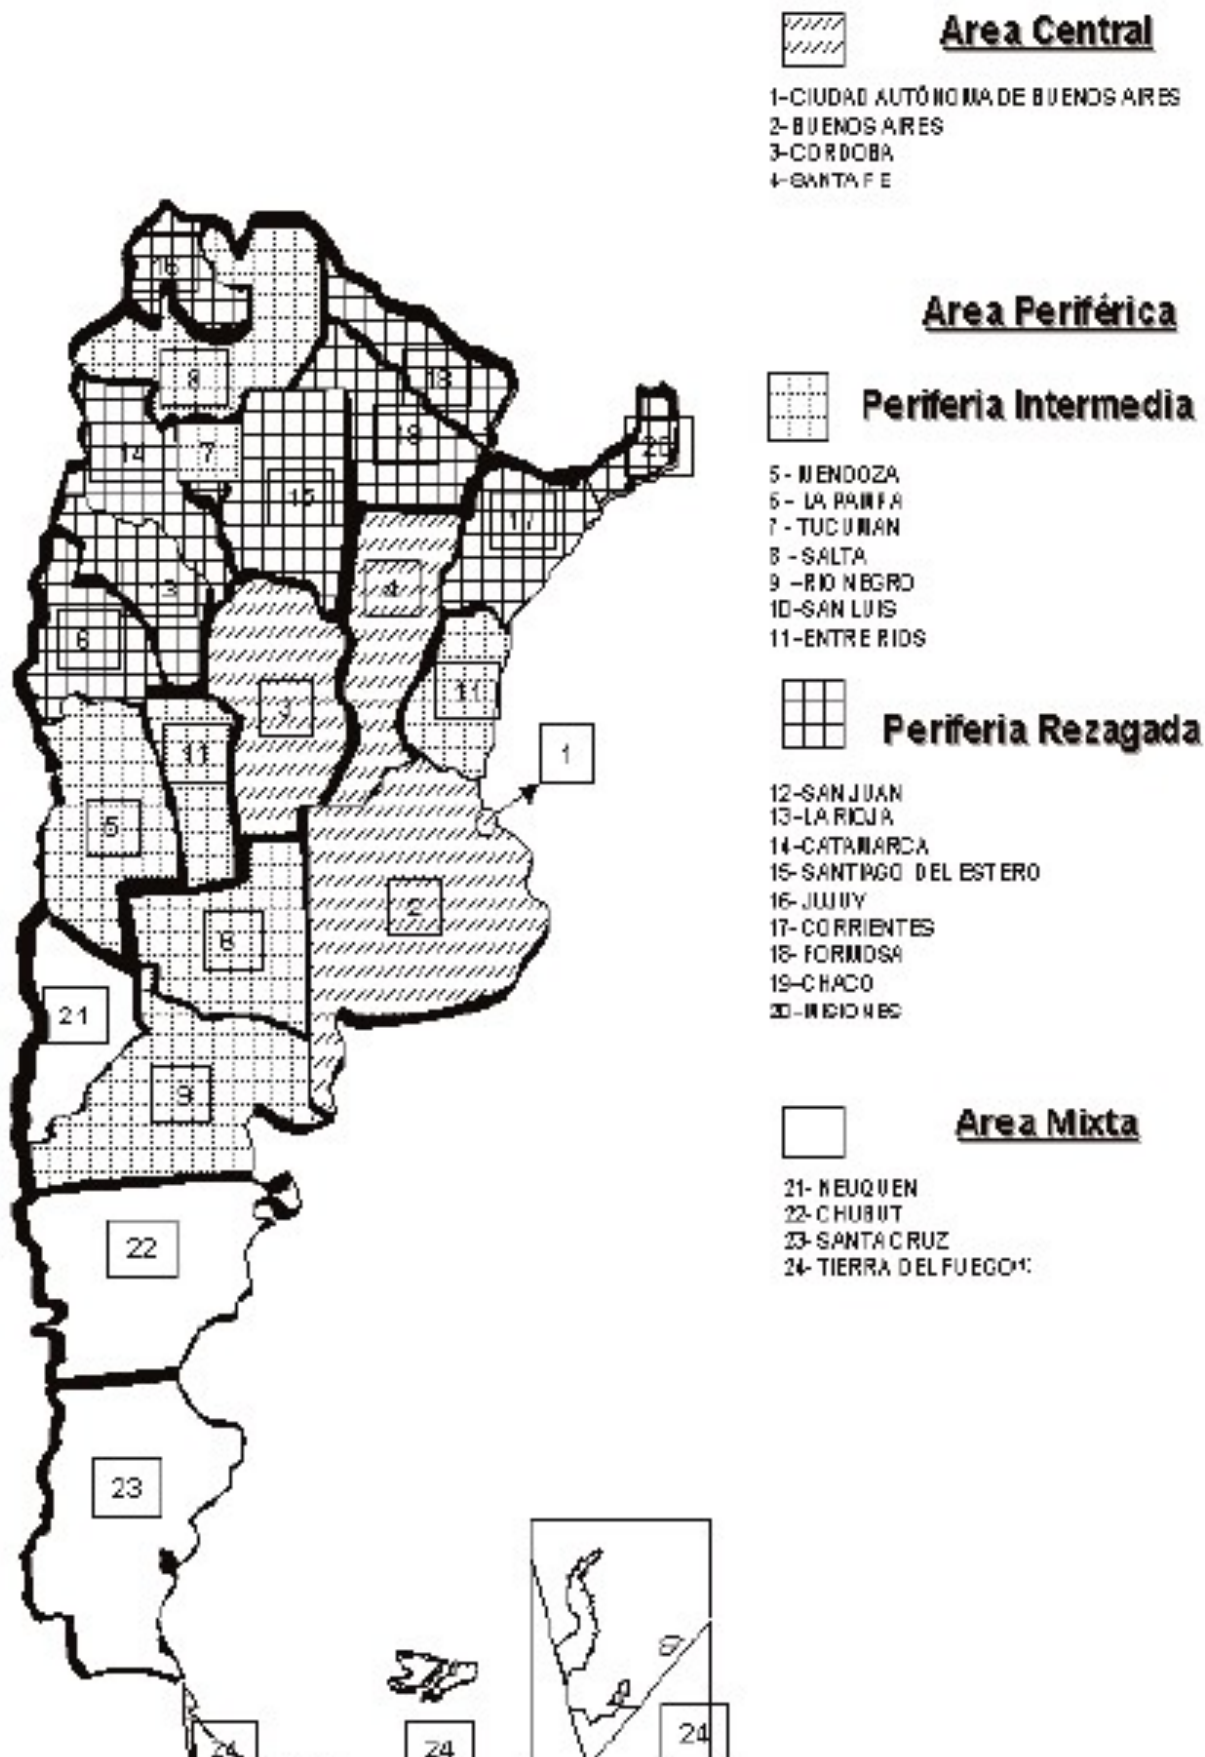 Area Central
1-CIUDAD AUTÓNOMA DE BUENOS AIRES
2-BUENOS AIRES
3-CORDOBA
4-SANTA FE
Area Periférica
Periferia Intermedia
5 - MENDOZA
6 - LA PAMPA
7 - TUCUMAN
8 - SALTA
9 -RIO NEGRO
10-SAN LUIS
11-ENTRE RIOS
Periferia Rezagada
12-SAN JUAN
13-LA RIOJA
14-CATAMARCA
15-SANTIAGO DEL ESTERO
16-JUJUY
17-CORRIENTES
18-FORMOSA
19-CHACO
20-MISIONES
Area Mixta
21-NEUQUEN
22-CHUBUT
23-SANTA CRUZ
24-TIERRA DEL FUEGO
16
8
18
19
20
14
7
15
17
13
4
6
3
11
11
1
5
2
6
21
9
22
23
24
24
24